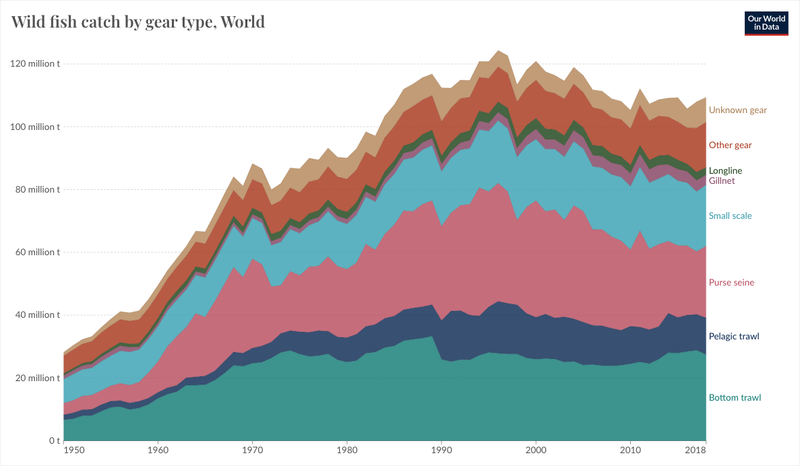 Wild fish catch by gear type, World
Our World
in Data
120 million t
100 million t
80 million t
60 million t
40 million t
20 million t
0 t
Unknown gear
Other gear
Longline
Gillnet
Small scale
Purse seine
Pelagic trawl
Bottom trawl
1950 1960 1970 1980 1990 2000 2010 2018